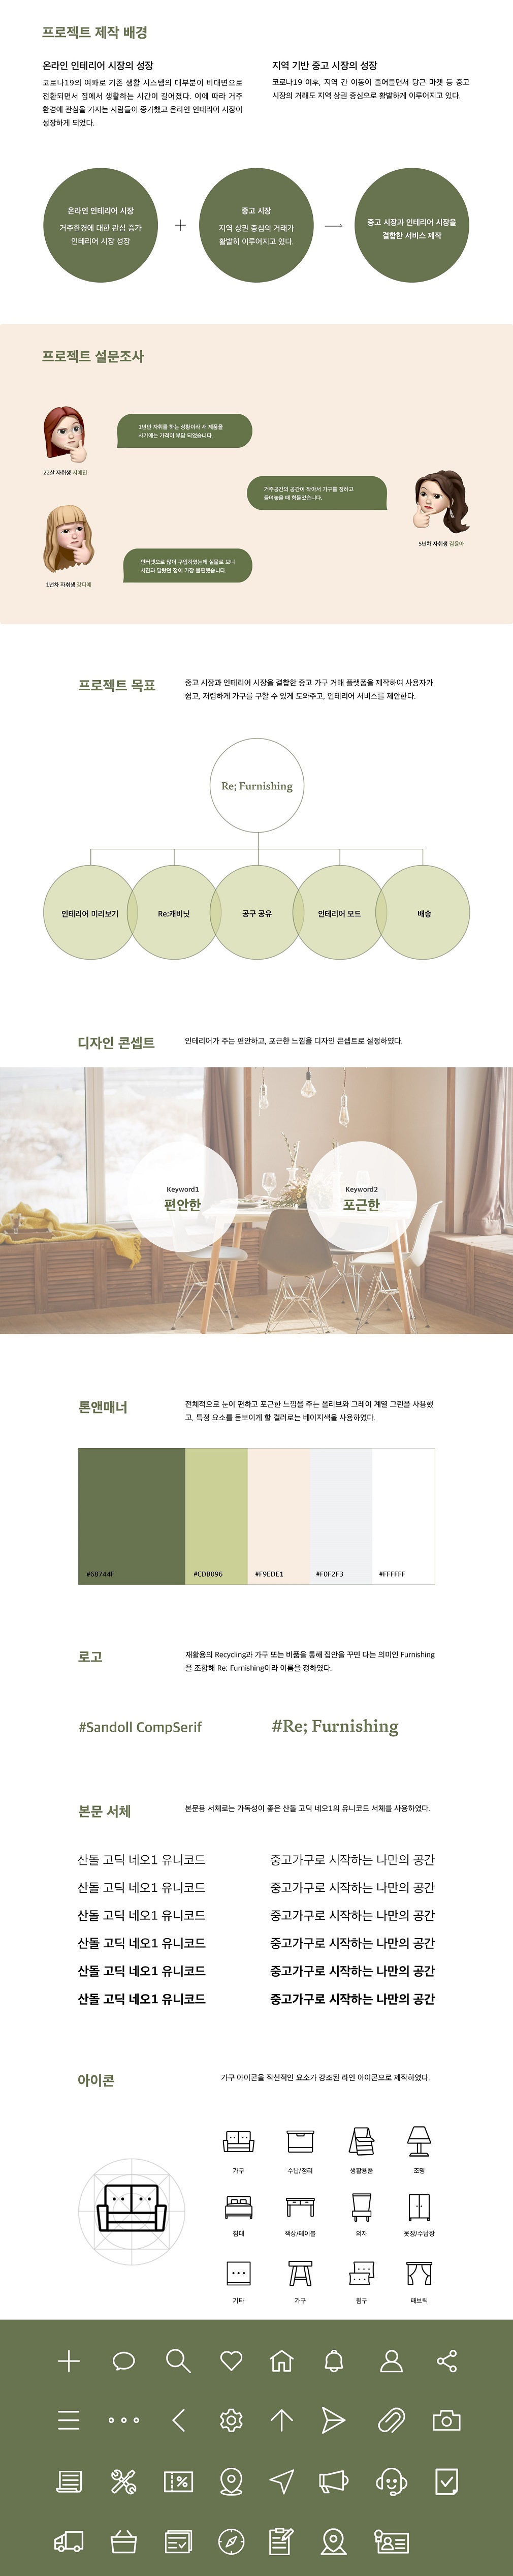 프로젝트 제작 배경
온라인 인테리어 시장의 성장
코로나19의 여파로 기존 생활 시스템의 대부분이 비대면으로
전환되면서 집에서 생활하는 시간이 길어졌다. 이에 따라 거주
환경에 관심을 가지는 사람들이 증가했고 온라인 인테리어 시장이
성장하게 되었다.
지역 기반 중고 시장의 성장
코로나19 이후, 지역 간 이동이 줄어들면서 당근 마켓 등 중고
시장의 거래도 지역 상권 중심으로 활발하게 이루어지고 있다.
온라인 인테리어 시장
거주환경에 대한 관심 증가
인테리어 시장 성장
중고 시장
지역 상권 중심의 거래가
활발히 이루어지고 있다.
중고 시장과 인테리어 시장을
결합한 서비스 제작
프로젝트 설문조사
1년만 자취를 하는 상황이라 새 제품을
사기에는 가격이 부담 되었습니다.
22살 자취생 지예진
거주공간의 공간이 작아서 가구를 정하고
들여놓을 때 힘들었습니다.
5년차 자취생 김윤아
인터넷으로 많이 구입하였는데 실물로 보니
사진과 달랐던 점이 가장 불편했습니다.
1년차 자취생 강다예
프로젝트 목표
중고 시장과 인테리어 시장을 결합한 중고 가구 거래 플랫폼을 제작하여 사용자가
쉽고, 저렴하게 가구를 구할 수 있게 도와주고, 인테리어 서비스를 제안한다.
Re; Furnishing
인테리어 미리보기
Re;캐비닛
공구 공유
인테리어 모드
배송
디자인 콘셉트
인테리어가 주는 편안하고, 포근한 느낌을 디자인 콘셉트로 설정하였다.
Keyword1
편안한
Keyword2
포근한
톤앤매너
전체적으로 눈이 편하고 포근한 느낌을 주는 올리브와 그레이 계열 그린을 사용했
고, 특정 요소를 돋보이게 할 컬러로는 베이지색을 사용하였다.
#68744F
#CDB096
#F9EDE1
#F0F2F3
#FFFFFF
로고
재활용의 Recycling과 가구 또는 비품을 통해 집안을 꾸민 다는 의미인 Furnishing
을 조합해 Re; Furnishing이라 이름을 정하였다.
#Sandoll CompSerif
#Re; Furnishing
본문 서체
본문용 서체로는 가독성이 좋은 산돌 고딕 네오1의 유니코드 서체를 사용하였다.
산돌 고딕 네오1 유니코드
중고가구로 시작하는 나만의 공간
산돌 고딕 네오1 유니코드
중고가구로 시작하는 나만의 공간
산돌 고딕 네오1 유니코드
중고가구로 시작하는 나만의 공간
산돌 고딕 네오1 유니코드
중고가구로 시작하는 나만의 공간
산돌 고딕 네오1 유니코드
중고가구로 시작하는 나만의 공간
산돌 고딕 네오1 유니코드
중고가구로 시작하는 나만의 공간
아이콘
가구 아이콘을 직선적인 요소가 강조된 라인 아이콘으로 제작하였다.
가구
수납/정리
생활용품
조명
침대
책상/테이블
의자
옷장/수납장
기타
가구
침구
패브릭